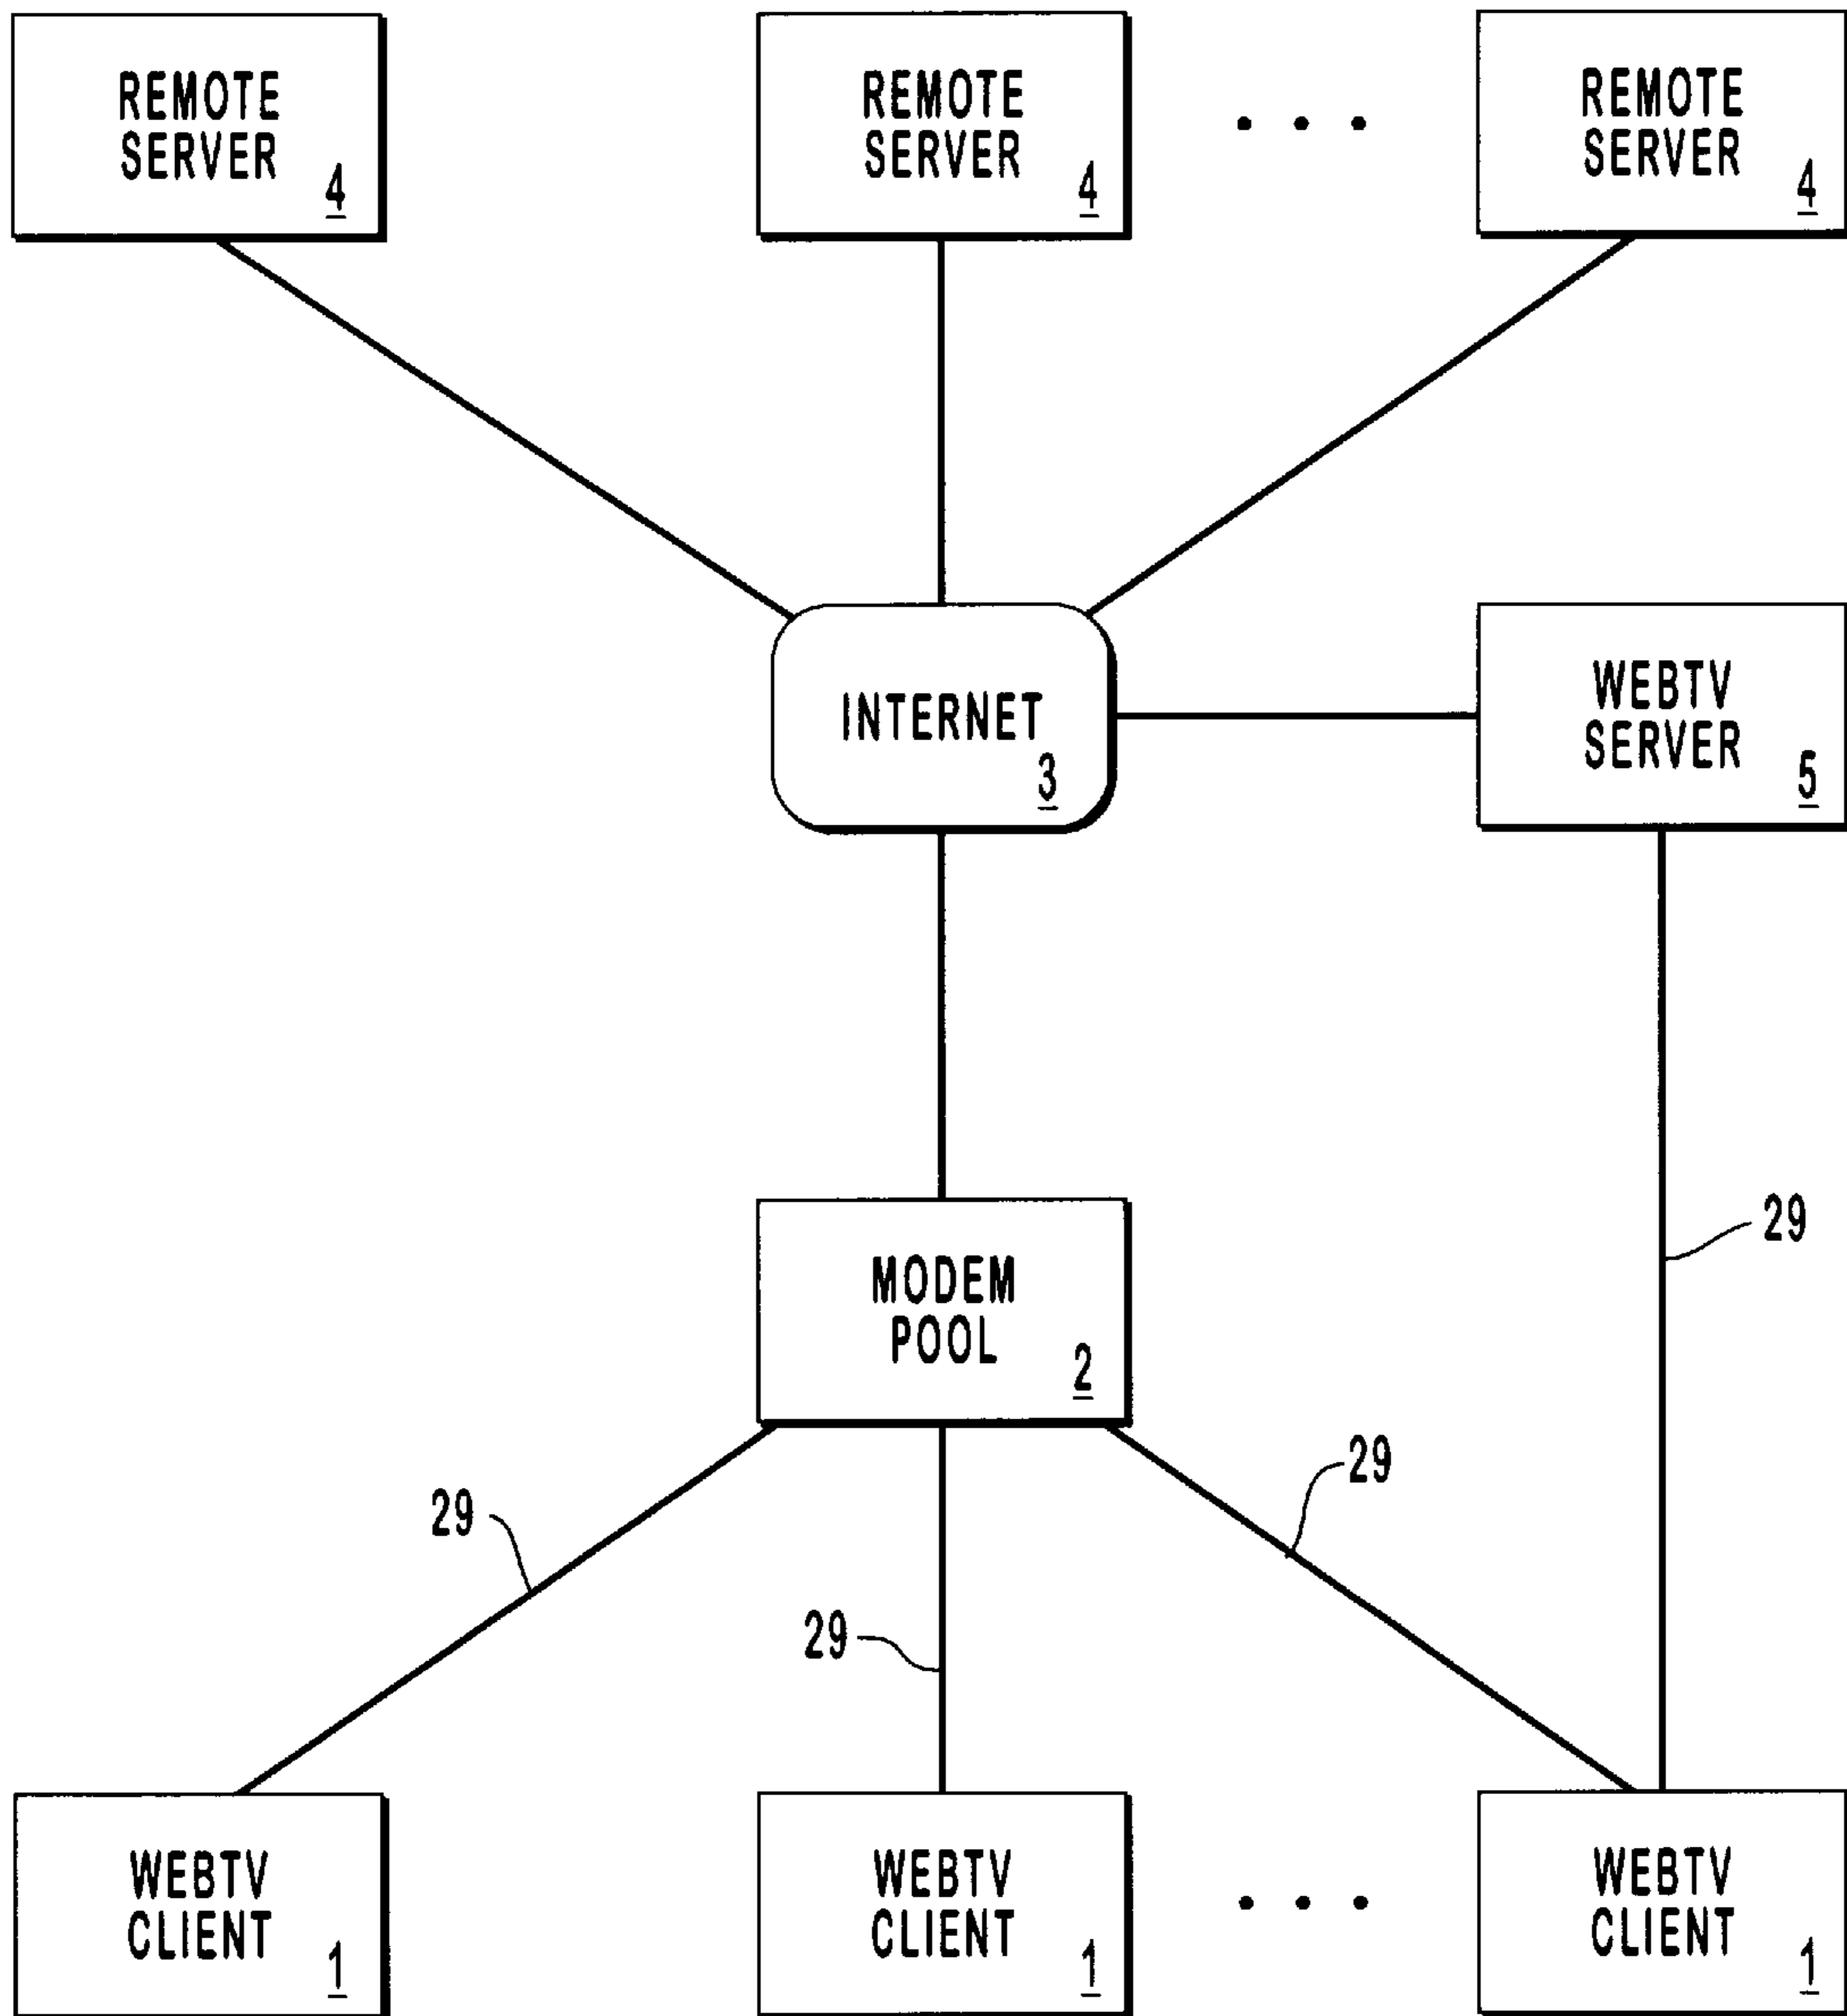 REMOTE
SERVER
4
REMOTE
SERVER
4
. . .
REMOTE
SERVER
4
INTERNET
3
WEBTV
SERVER
5
29
MODEM
POOL
2
29
29
29
WEBTV
CLIENT
1
WEBTV
CLIENT
1
. . .
WEBTV
CLIENT
1